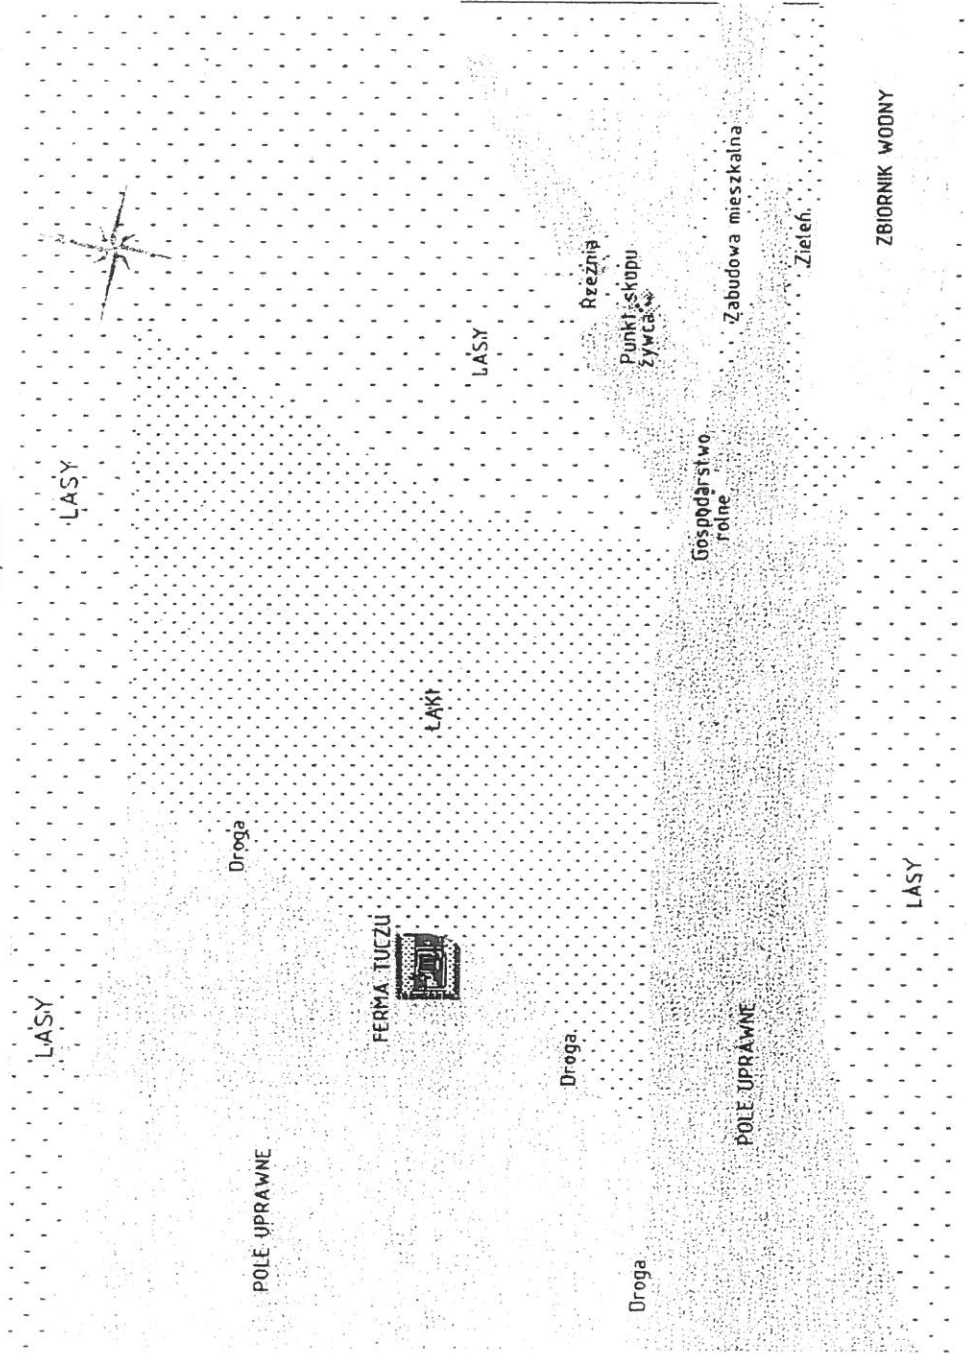 LASY
LASY
Droga
POLE UPRAWNE
FERMA TUCZU
ŁĄKI
LASY
Droga
Rzeźnia
Punkt skupu
żywca
Droga
Gospodarstwo
rolne
Zabudowa mieszkalna
POLE UPRAWNE
Zieleń
ZBIORNIK WODNY
LASY